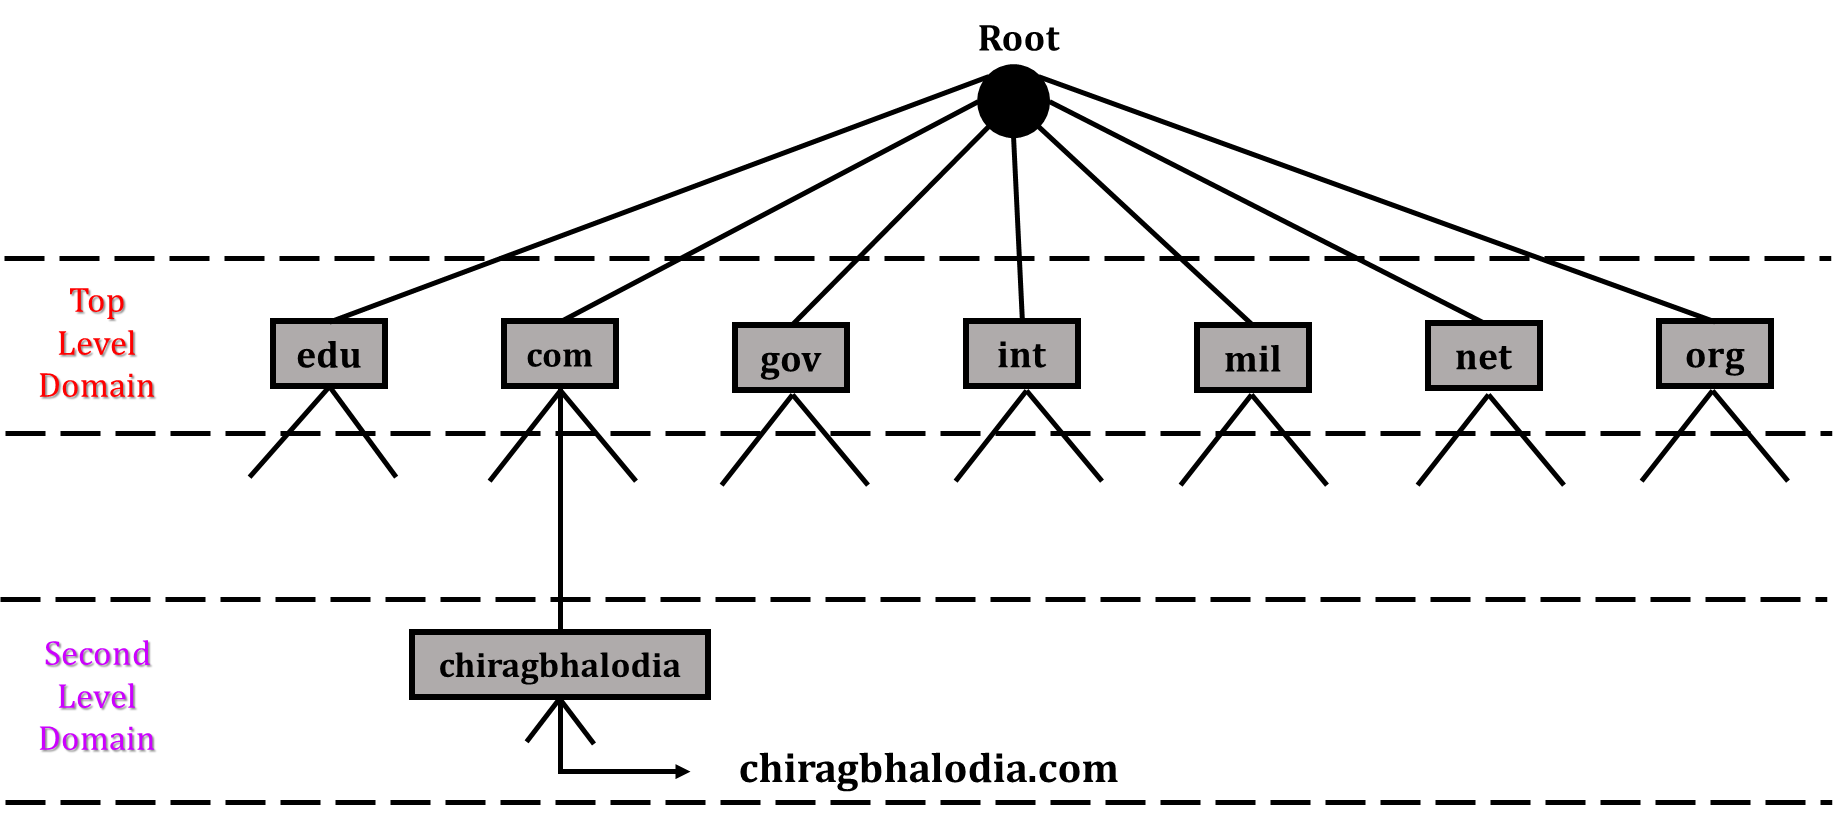 Root
Top
Level
Domain
edu
com
gov
int
mil
net
org
Second
Level
Domain
chiragbhalodia
chiragbhalodia.com